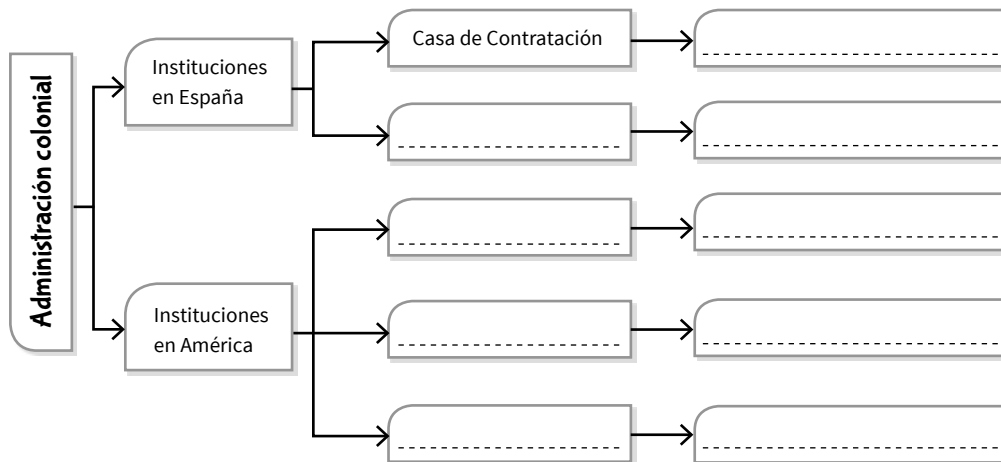 Administración colonial
Instituciones
en España
Casa de Contratación
Instituciones
en América